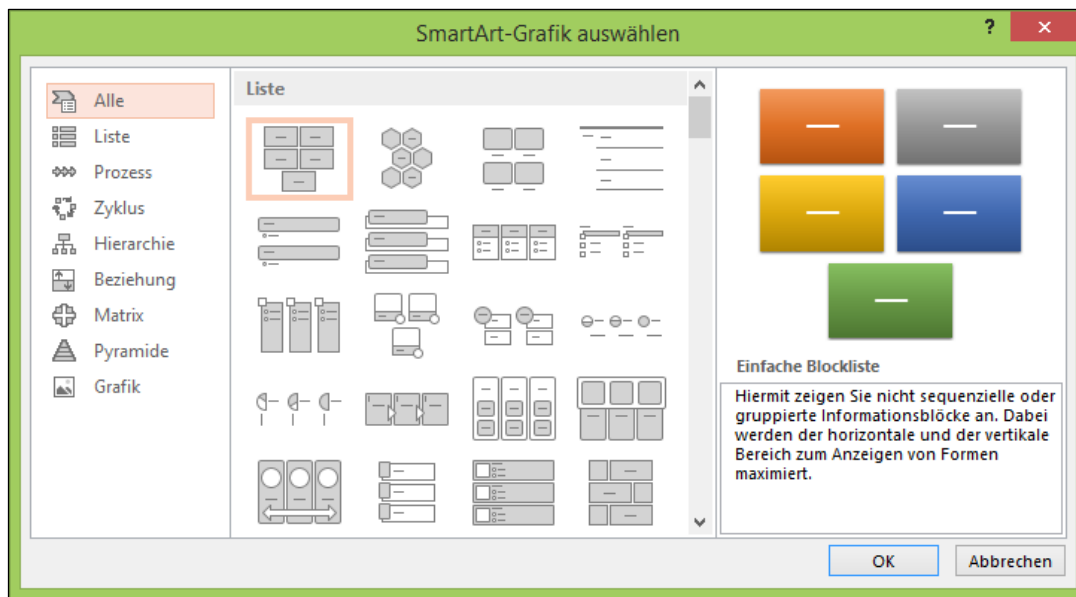 SmartArt-Grafik auswählen
?
Alle
Liste
Prozess
Zyklus
Hierarchie
Beziehung
Matrix
Pyramide
Grafik
Liste
Einfache Blockliste
Hiermit zeigen Sie nicht sequenzielle oder
gruppierte Informationsblöcke an. Dabei
werden der horizontale und der vertikale
Bereich zum Anzeigen von Formen
maximiert.
OK
Abbrechen